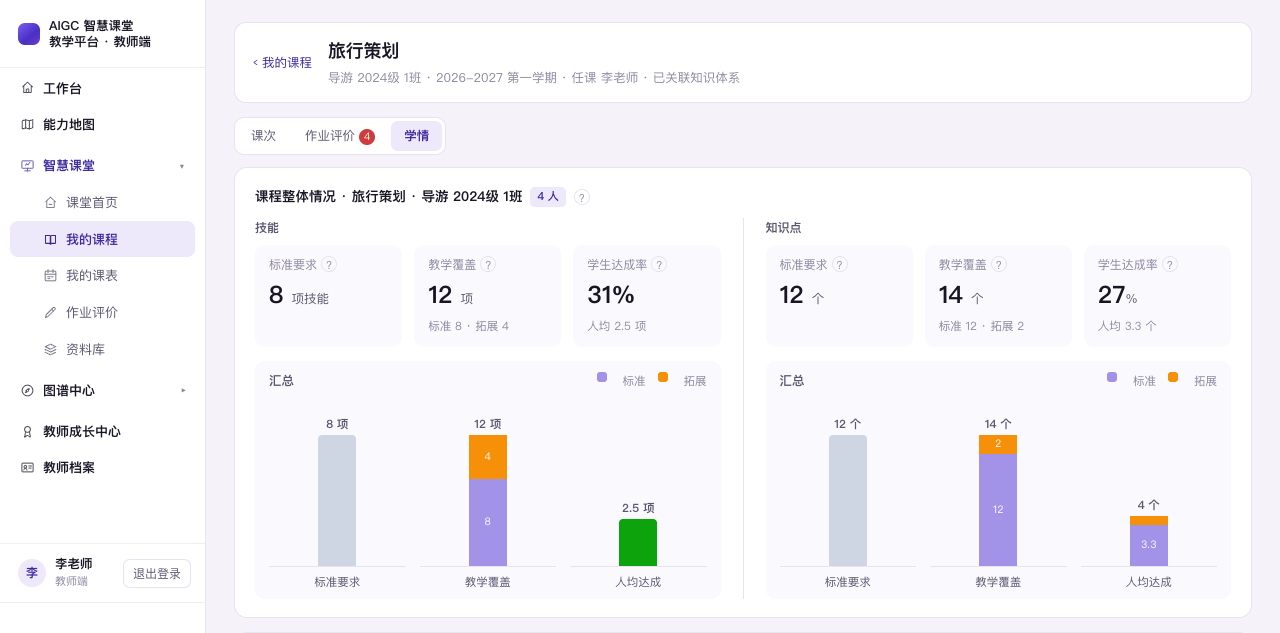 AIGC 智慧课堂
教学平台 · 教师端
工作台
能力地图
智慧课堂
课堂首页
我的课程
我的课表
作业评价
资料库
图谱中心
教师成长中心
教师档案
李
李老师
教师端
退出登录
‹ 我的课程
旅行策划
导游 2024级 1班 · 2026–2027 第一学期 · 任课 李老师 · 已关联知识体系
课次
作业评价 4
学情
课程整体情况 · 旅行策划 · 导游 2024级 1班 4 人 ?
技能
标准要求 ?
8 项技能
教学覆盖 ?
12 项
标准 8 · 拓展 4
学生达成率 ?
31%
人均 2.5 项
汇总
标准 拓展
8 项
12 项
4
8
2.5 项
标准要求
教学覆盖
人均达成
知识点
标准要求 ?
12 个
教学覆盖 ?
14 个
标准 12 · 拓展 2
学生达成率 ?
27%
人均 3.3 个
汇总
标准 拓展
12 个
14 个
2
12
4 个
3.3
标准要求
教学覆盖
人均达成